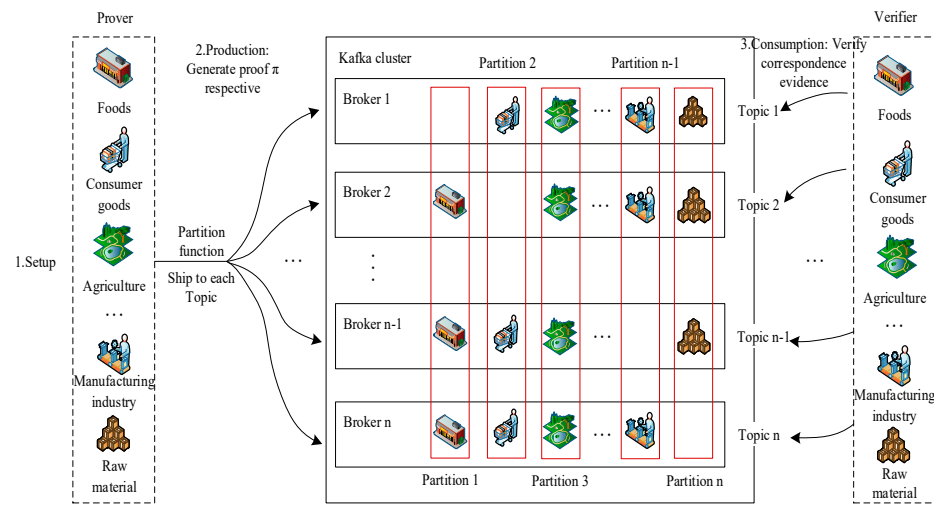 Prover
Foods
Consumer
goods
Agriculture
...
Manufacturing
industry
Raw
material
1.Setup
2.Production:
Generate proof π
respective
Partition
function
Ship to each
Topic
...
Kafka cluster
Partition 2
Partition n-1
Broker 1
...
Broker 2
...
...
Broker n-1
...
Broker n
...
Partition 1
Partition 3
Partition n
3.Consumption: Verify
correspondence
evidence
Topic 1
Topic 2
...
Topic n-1
Topic n
Verifier
Foods
Consumer
goods
Agriculture
...
Manufacturing
industry
Raw
material